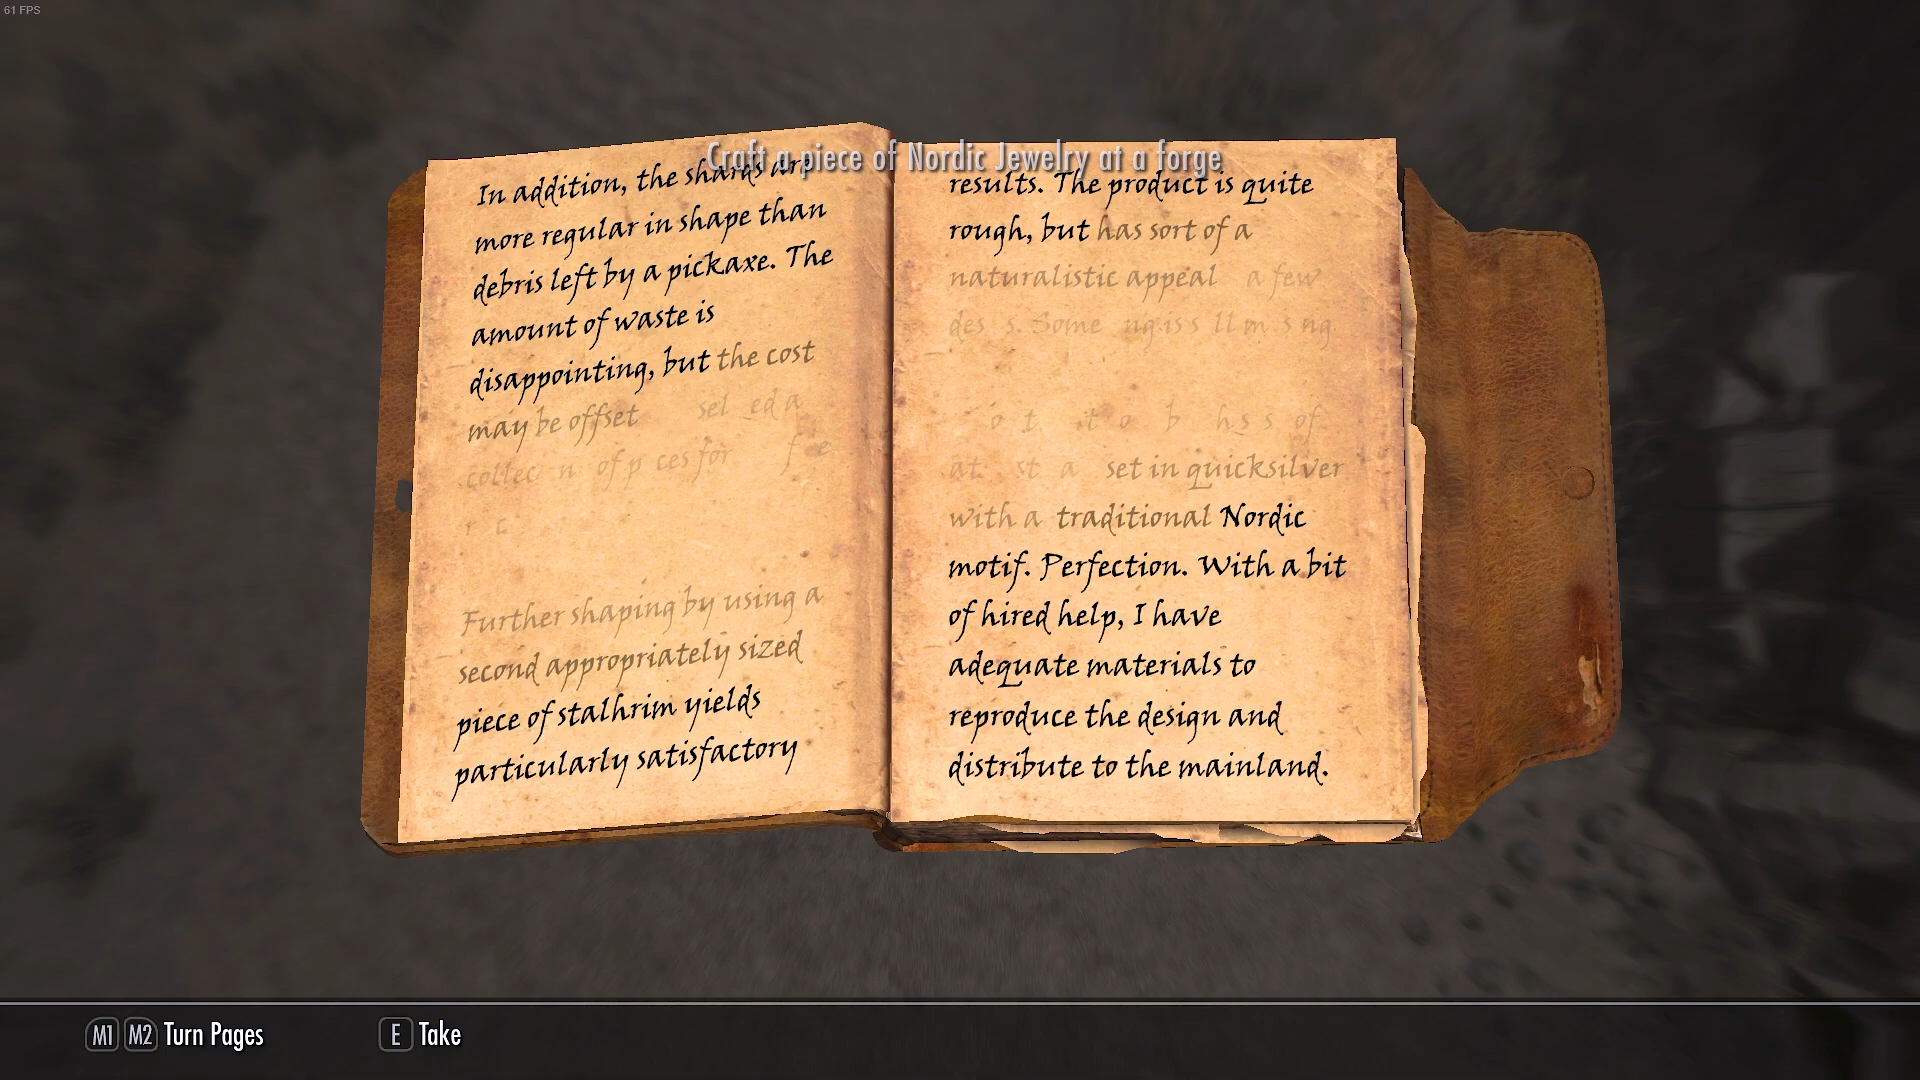 61 FPS
Craft a piece of Nordic Jewelry at a forge
In addition, the shards are
more regular in shape than
debris left by a pickaxe. The
amount of waste is
disappointing, but the cost
may be offset
of for
Further shaping by using a
second appropriately sized
piece of stalhrim yields
particularly satisfactory
results. The product is quite
rough, but has sort of a
naturalistic appeal a few
of
set in quicksilver
with a traditional Nordic
motif. Perfection. With a bit
of hired help, I have
adequate materials to
reproduce the design and
distribute to the mainland.
M1 M2 Turn Pages E Take